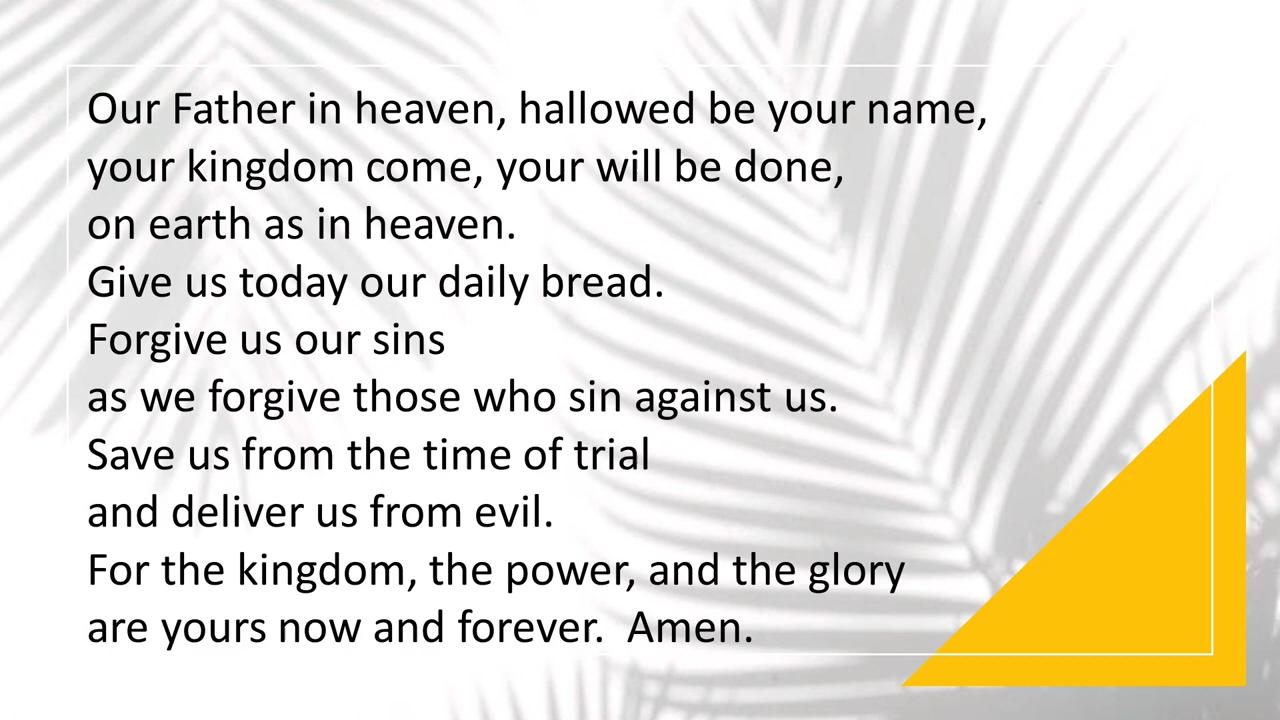 Our Father in heaven, hallowed be your name,
your kingdom come, your will be done,
on earth as in heaven.
Give us today our daily bread.
Forgive us our sins
as we forgive those who sin against us.
Save us from the time of trial
and deliver us from evil.
For the kingdom, the power, and the glory
are yours now and forever.  Amen.